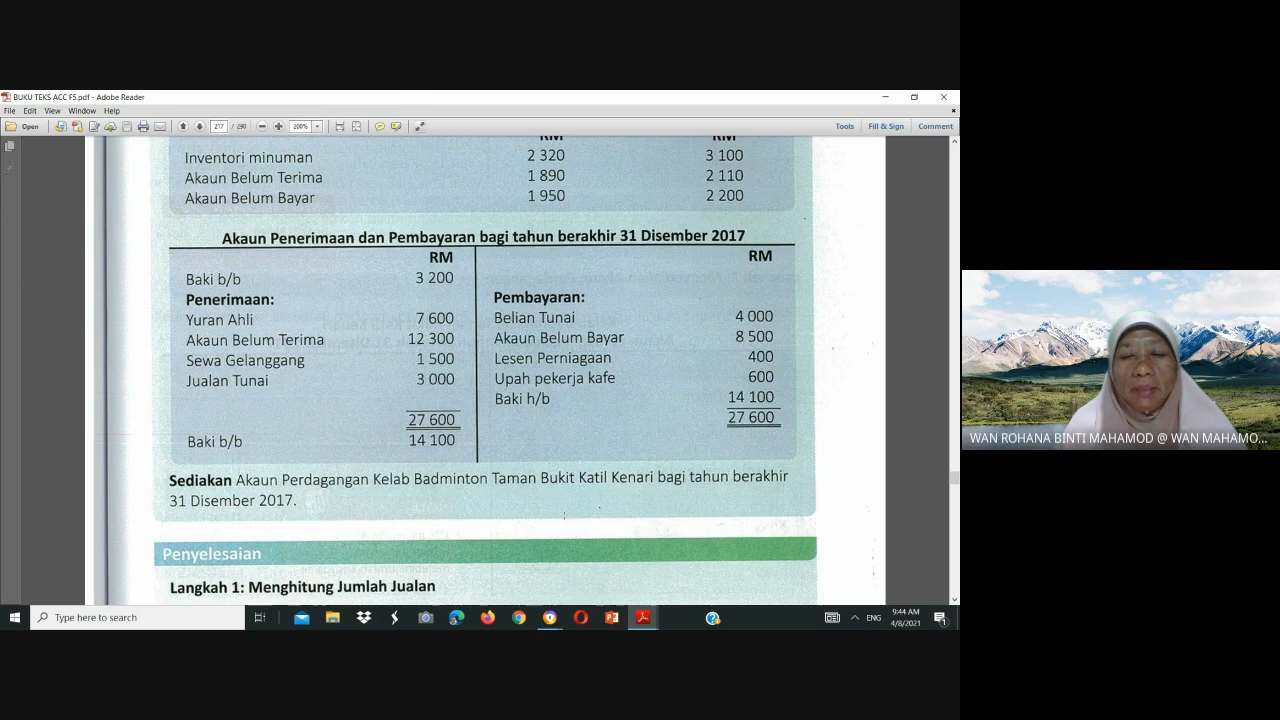 BUKU TEKS ACC F5.pdf - Adobe Reader
File Edit View Window Help
Open 217 / 290 200% Tools Fill & Sign Comment
RM RM
Inventori minuman 2 320 3 100
Akaun Belum Terima 1 890 2 110
Akaun Belum Bayar 1 950 2 200
Akaun Penerimaan dan Pembayaran bagi tahun berakhir 31 Disember 2017
RM RM
Baki b/b 3 200
Penerimaan: Pembayaran:
Yuran Ahli 7 600 Belian Tunai 4 000
Akaun Belum Terima 12 300 Akaun Belum Bayar 8 500
Sewa Gelanggang 1 500 Lesen Perniagaan 400
Jualan Tunai 3 000 Upah pekerja kafe 600
Baki h/b 14 100
27 600 27 600
Baki b/b 14 100
Sediakan Akaun Perdagangan Kelab Badminton Taman Bukit Katil Kenari bagi tahun berakhir
31 Disember 2017.
Penyelesaian
Langkah 1: Menghitung Jumlah Jualan
WAN ROHANA BINTI MAHAMOD @ WAN MAHAMO...
Type here to search ENG 9:44 AM
4/8/2021